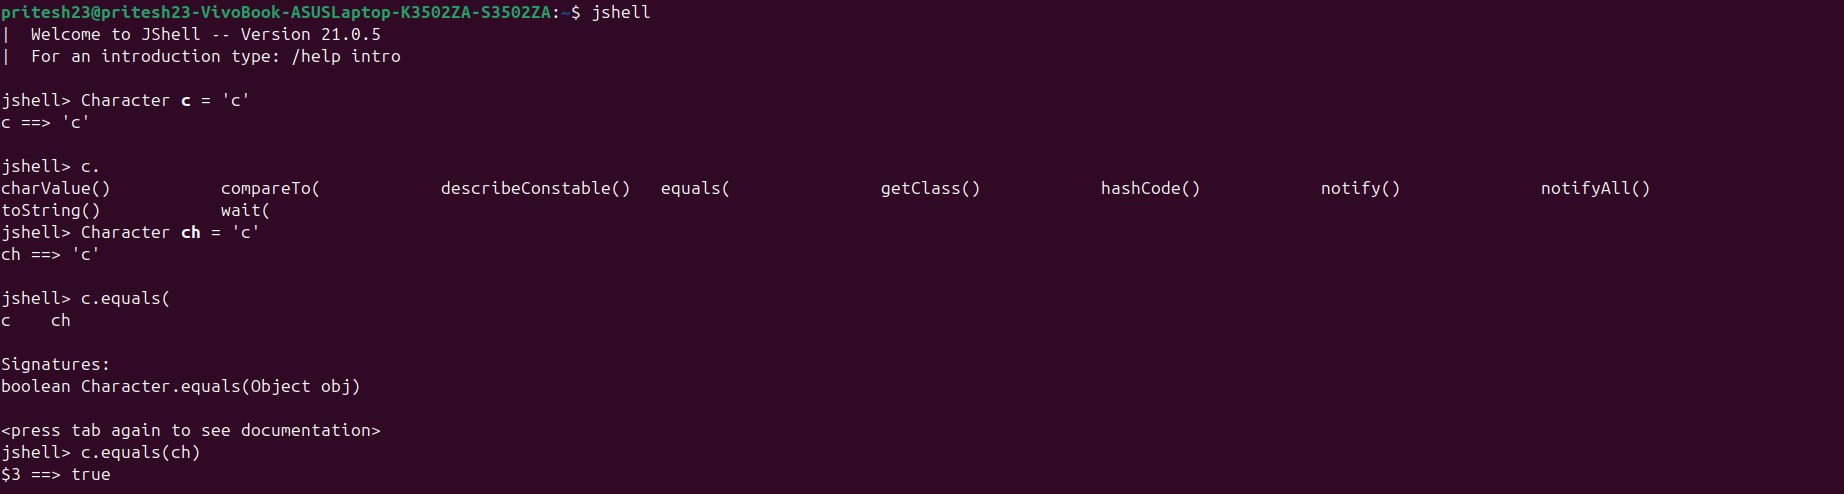 pritesh23@pritesh23-VivoBook-ASUSLaptop-K3502ZA-S3502ZA:~$ jshell
|  Welcome to JShell -- Version 21.0.5
|  For an introduction type: /help intro
jshell> Character c = 'c'
c ==> 'c'
jshell> c.
charValue()           compareTo(            describeConstable()   equals(               getClass()            hashCode()            notify()              notifyAll()
toString()            wait(
jshell> Character ch = 'c'
ch ==> 'c'
jshell> c.equals(
c    ch
Signatures:
boolean Character.equals(Object obj)
<press tab again to see documentation>
jshell> c.equals(ch)
$3 ==> true